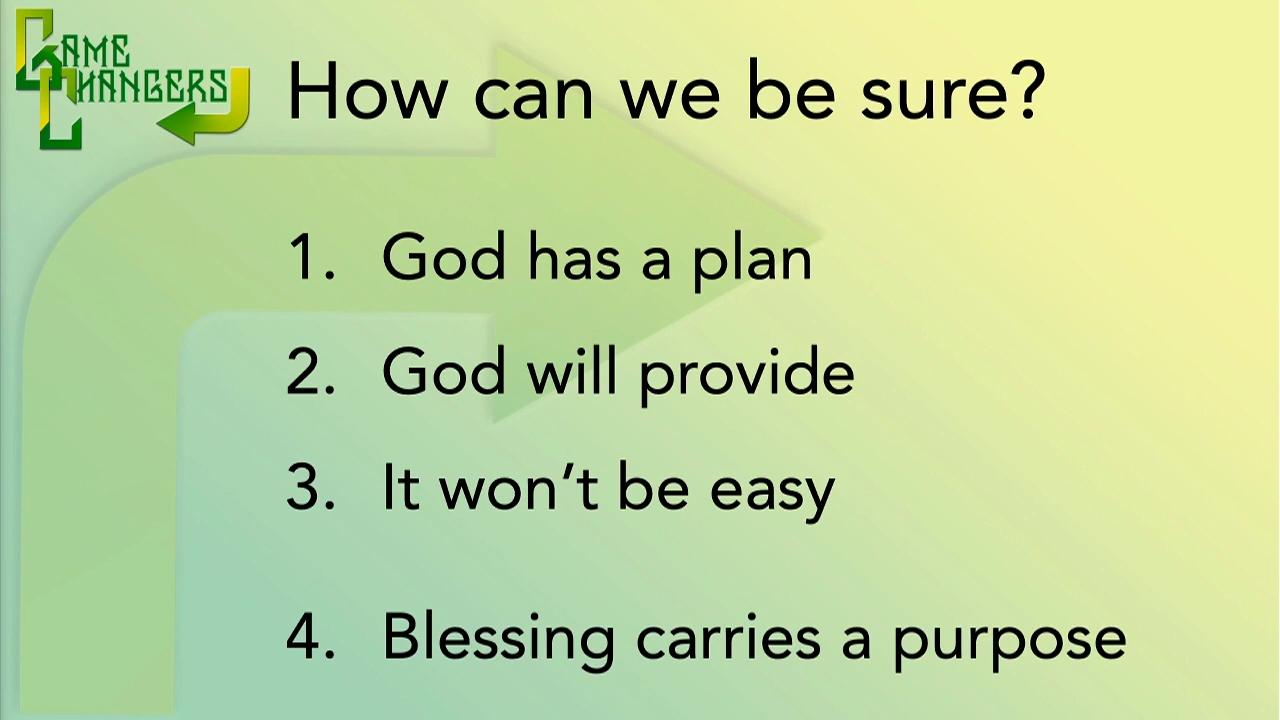 GAME
CHANGERS
How can we be sure?
1. God has a plan
2. God will provide
3. It won’t be easy
4. Blessing carries a purpose